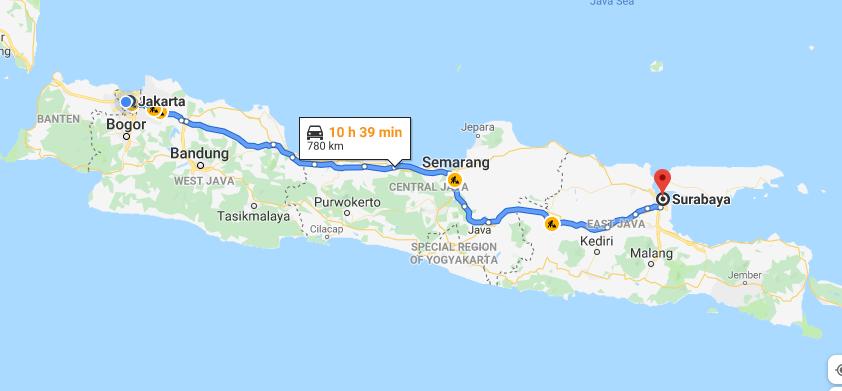 Java Sea
r
ng
Jakarta
BANTEN
Bogor
10 h 39 min
780 km
Jepara
Bandung
Semarang
WEST JAVA
CENTRAL JAVA
Purwokerto
Surabaya
Tasikmalaya
Cilacap
Java
EAST JAVA
Kediri
SPECIAL REGION
OF YOGYAKARTA
Malang
Jember